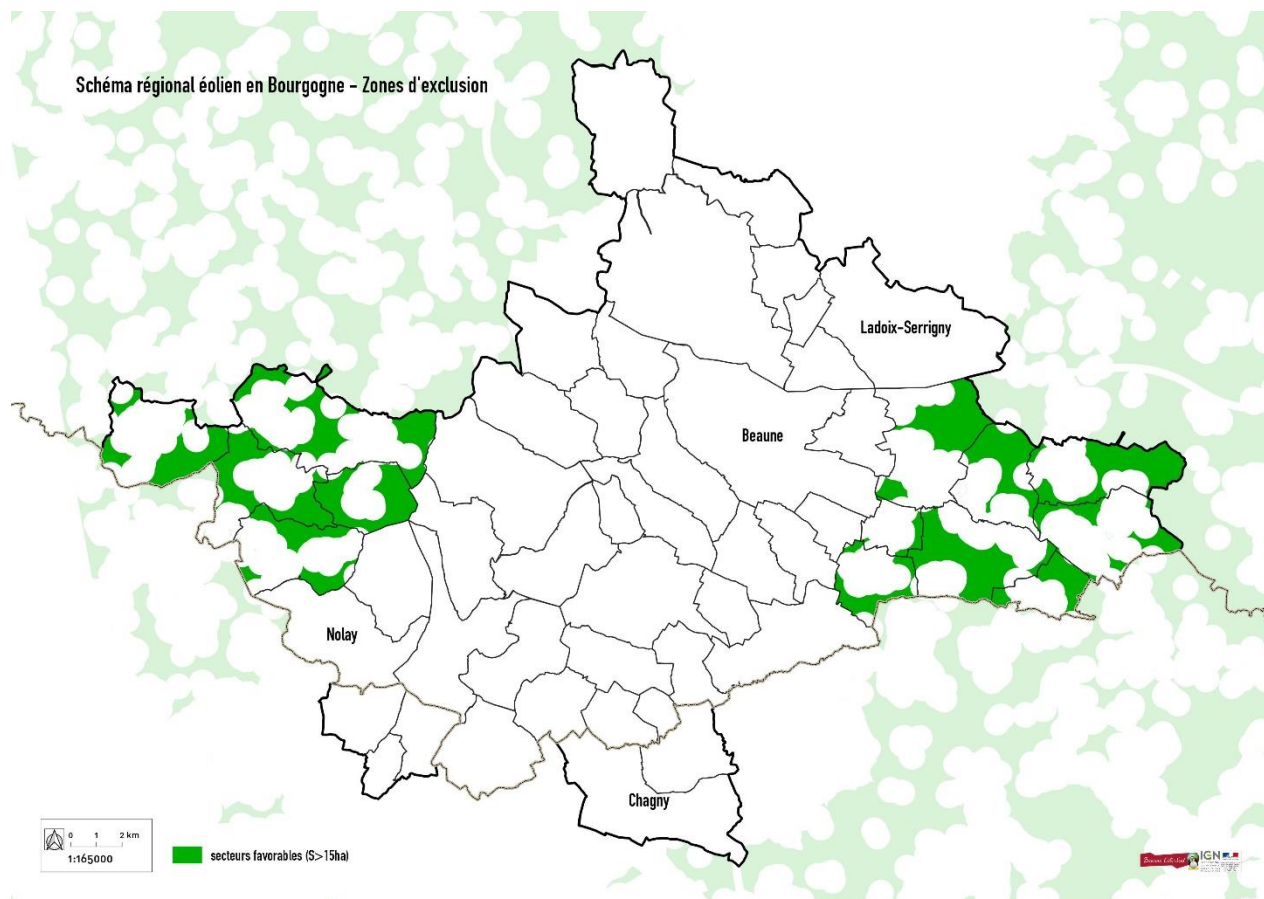 Schéma régional éolien en Bourgogne - Zones d'exclusion
Ladoix-Serrigny
Beaune
Nolay
Chagny
0 1 2 km
1:165000
secteurs favorables (S>15ha)
IGN